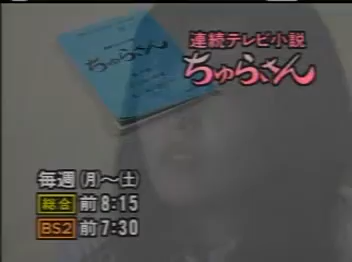 連続テレビ小説
ちゅらさん
ちゅらさん
毎週(月)〜(土)
総合 前8:15
BS2 前7:30